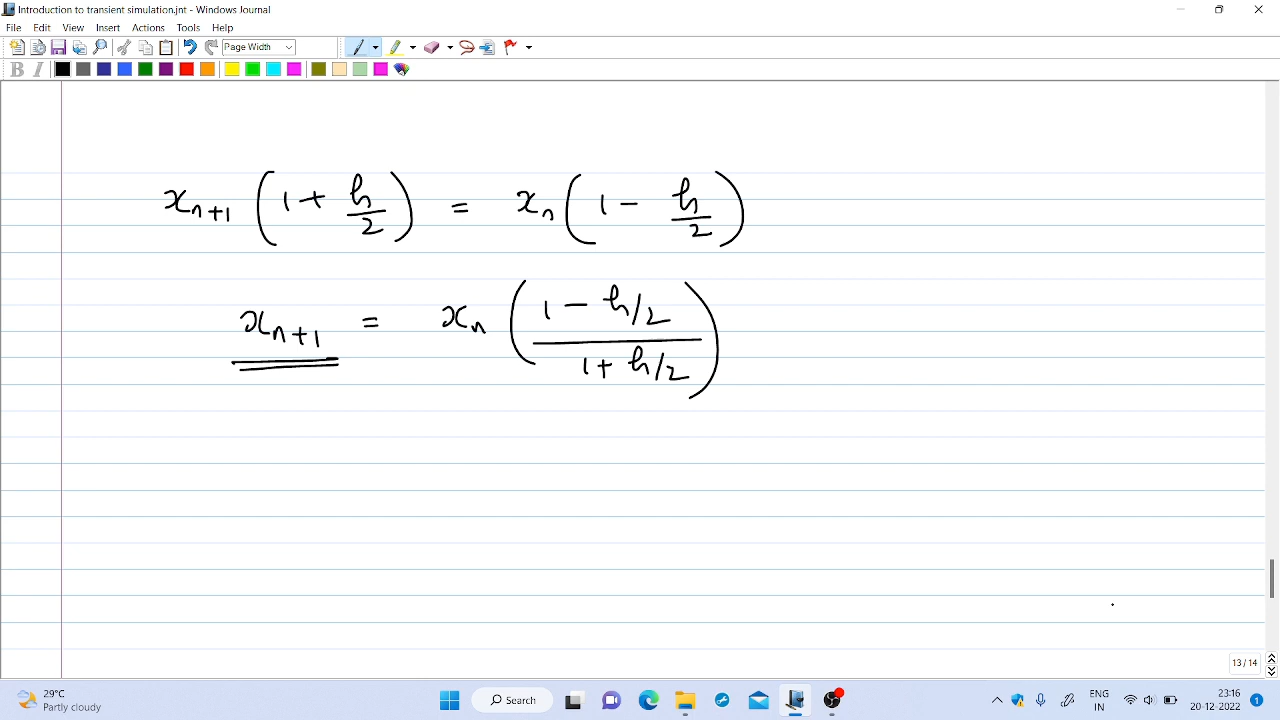 Introduction to transient simulation.jnt - Windows Journal
File Edit View Insert Actions Tools Help
Page Width
B I
x_{n+1} (1 + h/2) = x_n (1 - h/2)
x_{n+1} = x_n ((1 - h/2)/(1 + h/2))
13 / 14
29°C
Partly cloudy
Search
ENG
IN
23:16
20-12-2022
1